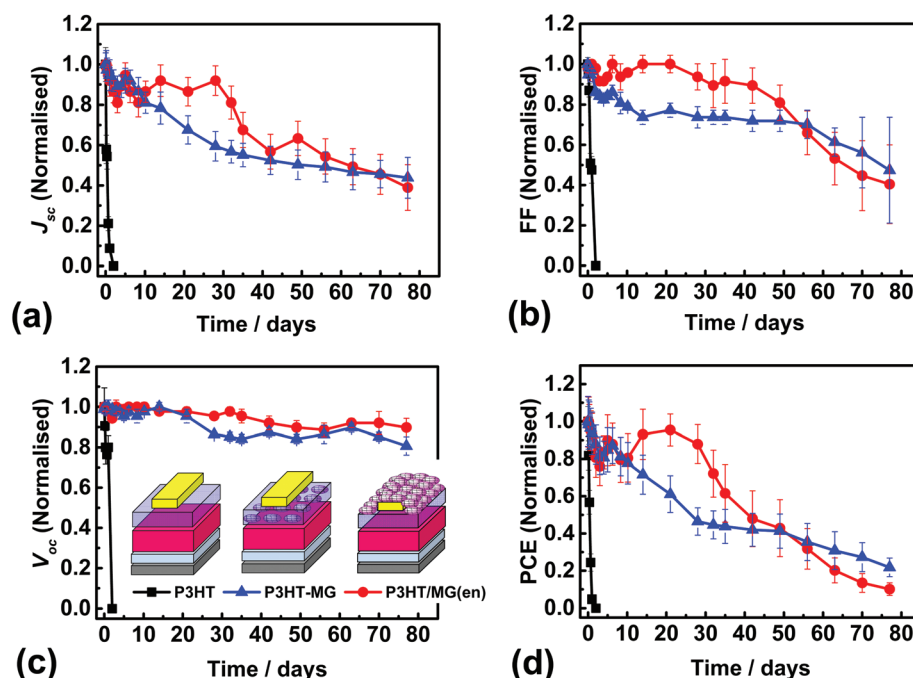 1.2
1.0
0.8
0.6
0.4
0.2
0.0
Jsc (Normalised)
0 10 20 30 40 50 60 70 80
Time / days
(a)
1.2
1.0
0.8
0.6
0.4
0.2
0.0
FF (Normalised)
0 10 20 30 40 50 60 70 80
Time / days
(b)
1.2
1.0
0.8
0.6
0.4
0.2
0.0
Voc (Normalised)
P3HT P3HT-MG P3HT/MG(en)
0 10 20 30 40 50 60 70 80
Time / days
(c)
1.2
1.0
0.8
0.6
0.4
0.2
0.0
PCE (Normalised)
0 10 20 30 40 50 60 70 80
Time / days
(d)